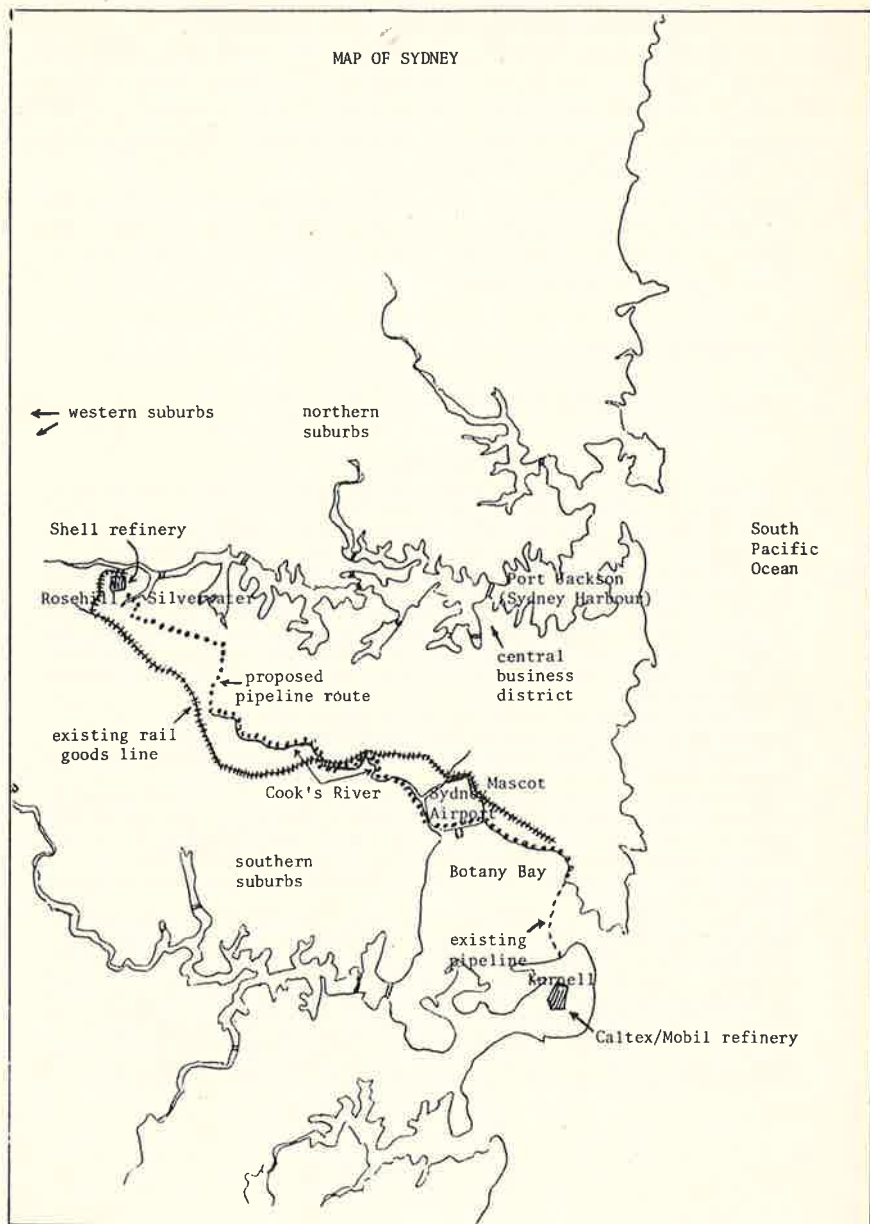 MAP OF SYDNEY
western suburbs
northern
suburbs
Shell refinery
South
Pacific
Ocean
Port Jackson
(Sydney Harbour)
Rosehill
Silverwater
central
business
district
proposed
pipeline route
existing rail
goods line
Cook's River
Mascot
Sydney
Airport
southern
suburbs
Botany Bay
existing
pipeline
Kurnell
Caltex/Mobil refinery